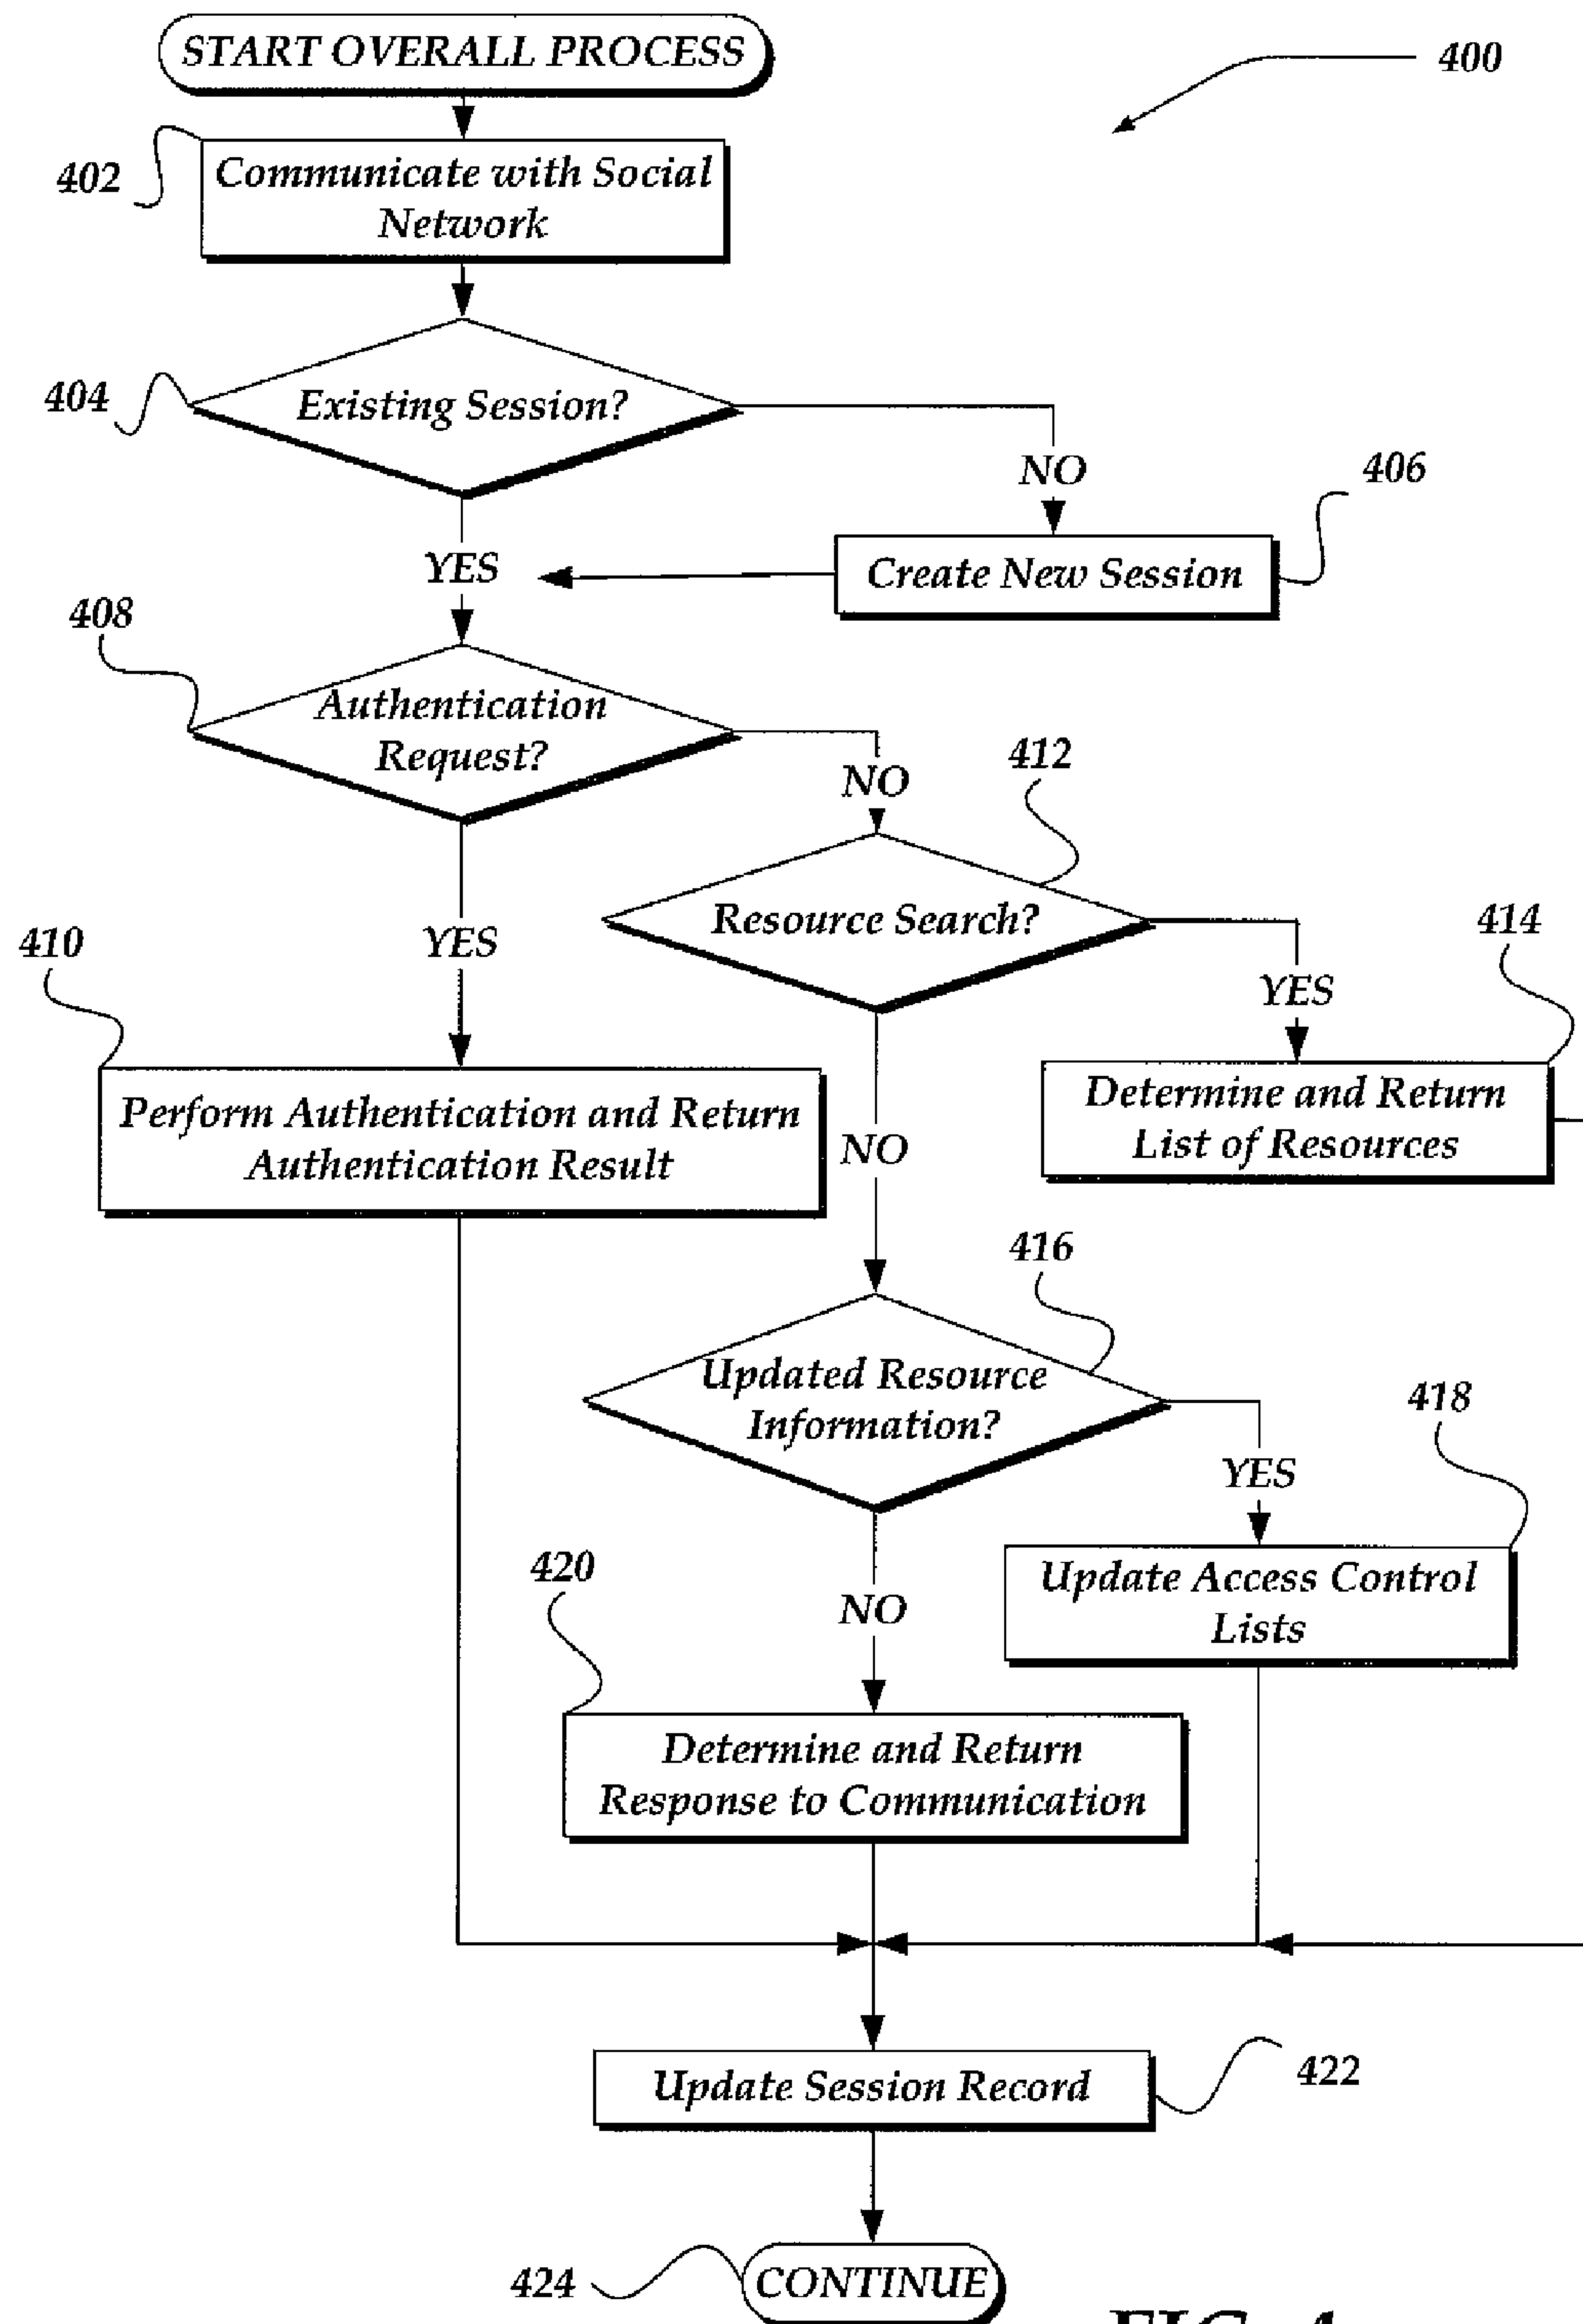 START OVERALL PROCESS
400
402
Communicate with Social
Network
404
Existing Session?
NO
406
YES
Create New Session
408
Authentication
Request?
NO
412
Resource Search?
414
410
YES
YES
Perform Authentication and Return
Authentication Result
NO
Determine and Return
List of Resources
416
Updated Resource
Information?
418
YES
420
NO
Update Access Control
Lists
Determine and Return
Response to Communication
Update Session Record
422
424
CONTINUE